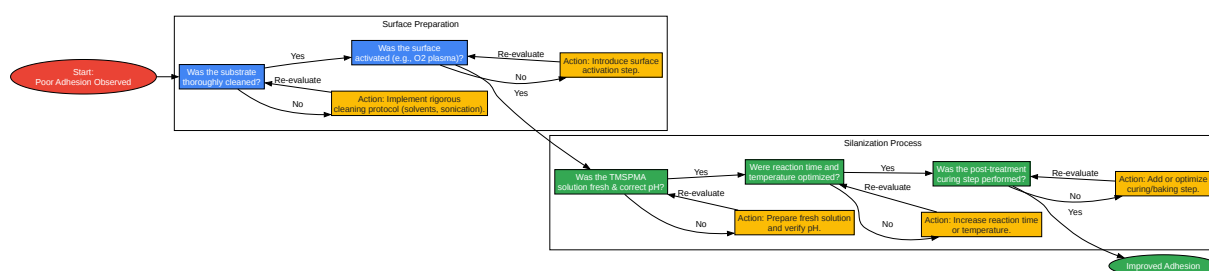 Surface Preparation
Start:
Poor Adhesion Observed
Was the substrate
thoroughly cleaned?
Yes
Re-evaluate
No
Was the surface
activated (e.g., O2 plasma)?
Re-evaluate
No
Yes
Action: Introduce surface
activation step.
Action: Implement rigorous
cleaning protocol (solvents, sonication).
Silanization Process
Was the TMSPMA
solution fresh & correct pH?
Yes
Re-evaluate
No
Action: Prepare fresh solution
and verify pH.
Were reaction time and
temperature optimized?
Yes
Re-evaluate
No
Action: Increase reaction time
or temperature.
Was the post-treatment
curing step performed?
Re-evaluate
No
Yes
Action: Add or optimize
curing/baking step.
Improved Adhesion